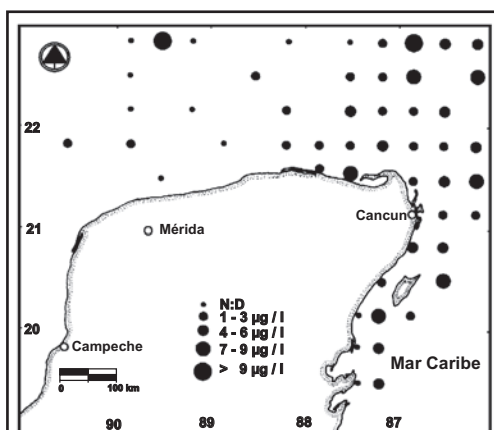 22
Cancun
21
Mérida
N:D
1 - 3 µg / l
4 - 6 µg / l
7 - 9 µg / l
> 9 µg / l
20
Campeche
Mar Caribe
0 100 km
90 89 88 87